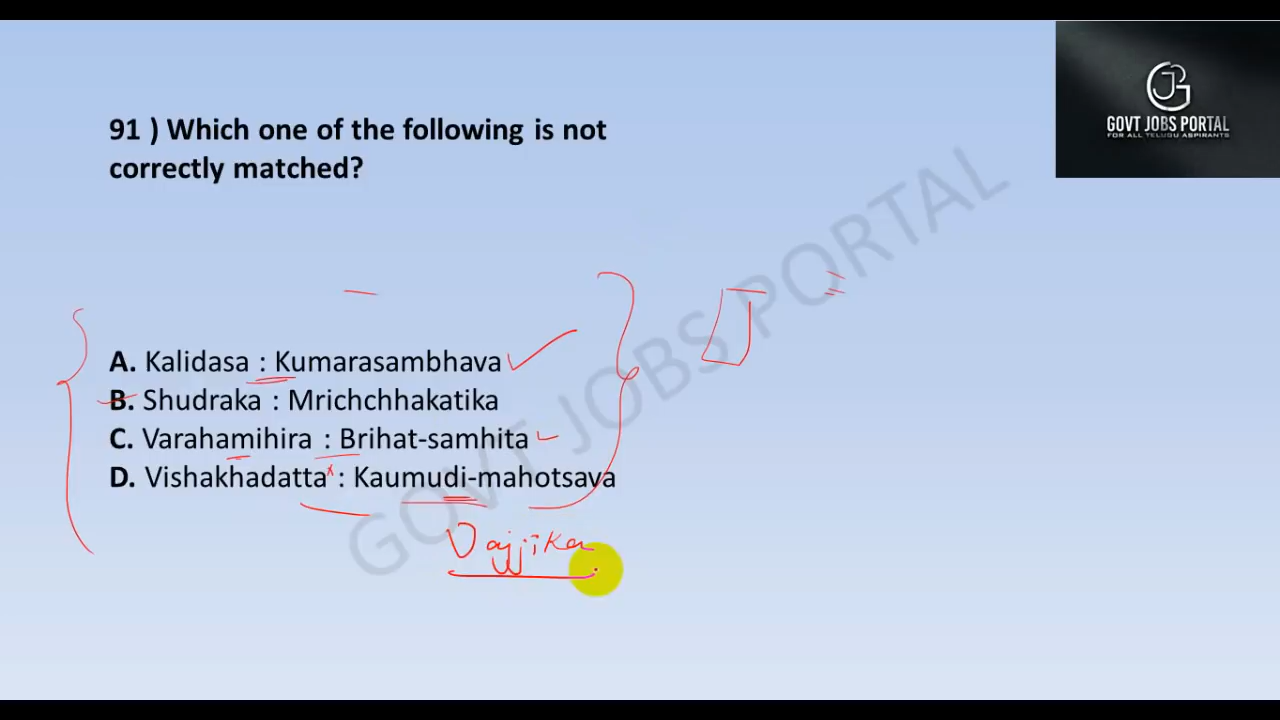 91 ) Which one of the following is not
correctly matched?
GOVT JOBS PORTAL
FOR ALL TELUGU ASPIRANTS
A. Kalidasa : Kumarasambhava
B. Shudraka : Mrichchhakatika
C. Varahamihira : Brihat-samhita
D. Vishakhadatta : Kaumudi-mahotsava
Vajjika
GOVT JOBS PORTAL